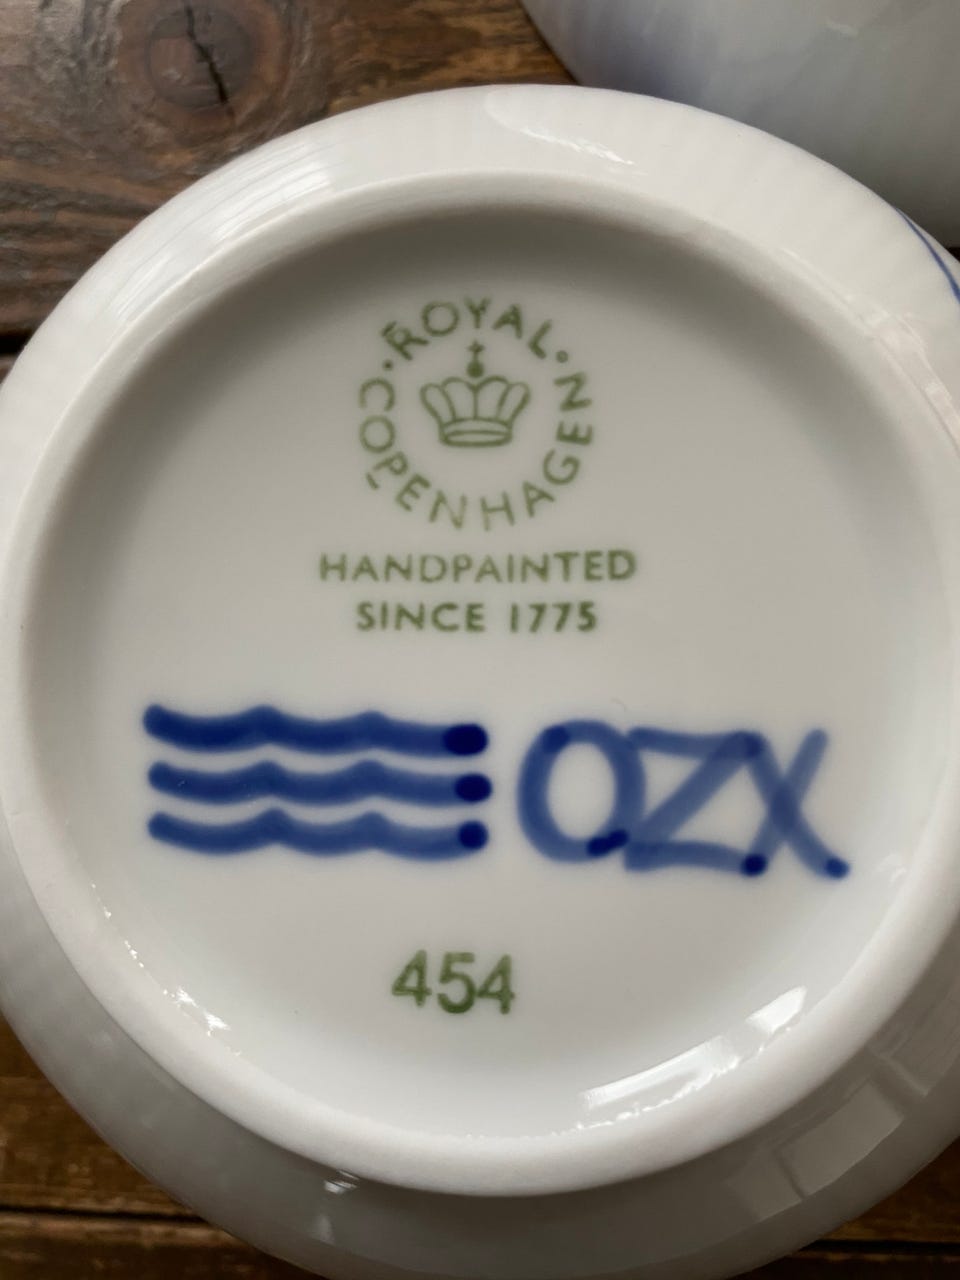 ROYAL
COPENHAGEN
HANDPAINTED
SINCE 1775
OZX
454